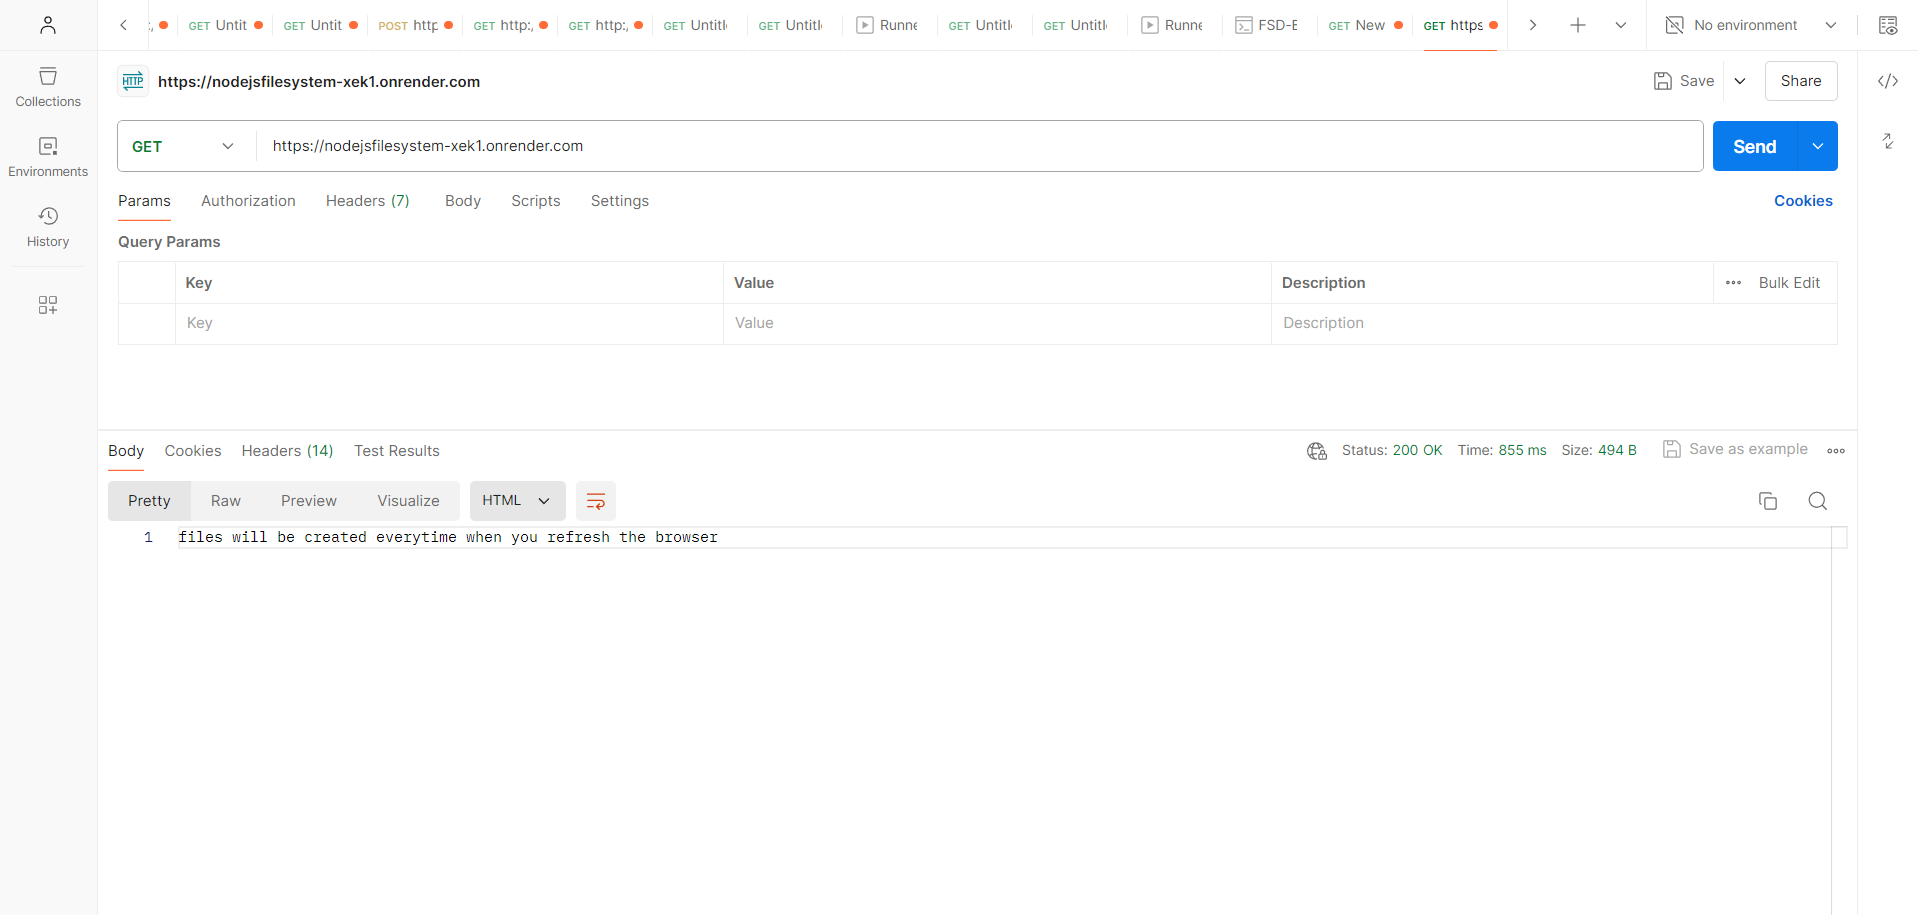 GET Untit GET Untit POST http GET http:, GET http:, GET Untitl GET Untitl Runne GET Untitl GET Untitl Runne FSD-E GET New GET https No environment
Collections
Environments
History
HTTP https://nodejsfilesystem-xek1.onrender.com Save Share
GET https://nodejsfilesystem-xek1.onrender.com Send
Params Authorization Headers (7) Body Scripts Settings Cookies
Query Params
Key Value Description Bulk Edit
Key Value Description
Body Cookies Headers (14) Test Results Status: 200 OK Time: 855 ms Size: 494 B Save as example
Pretty Raw Preview Visualize HTML
1 files will be created everytime when you refresh the browser